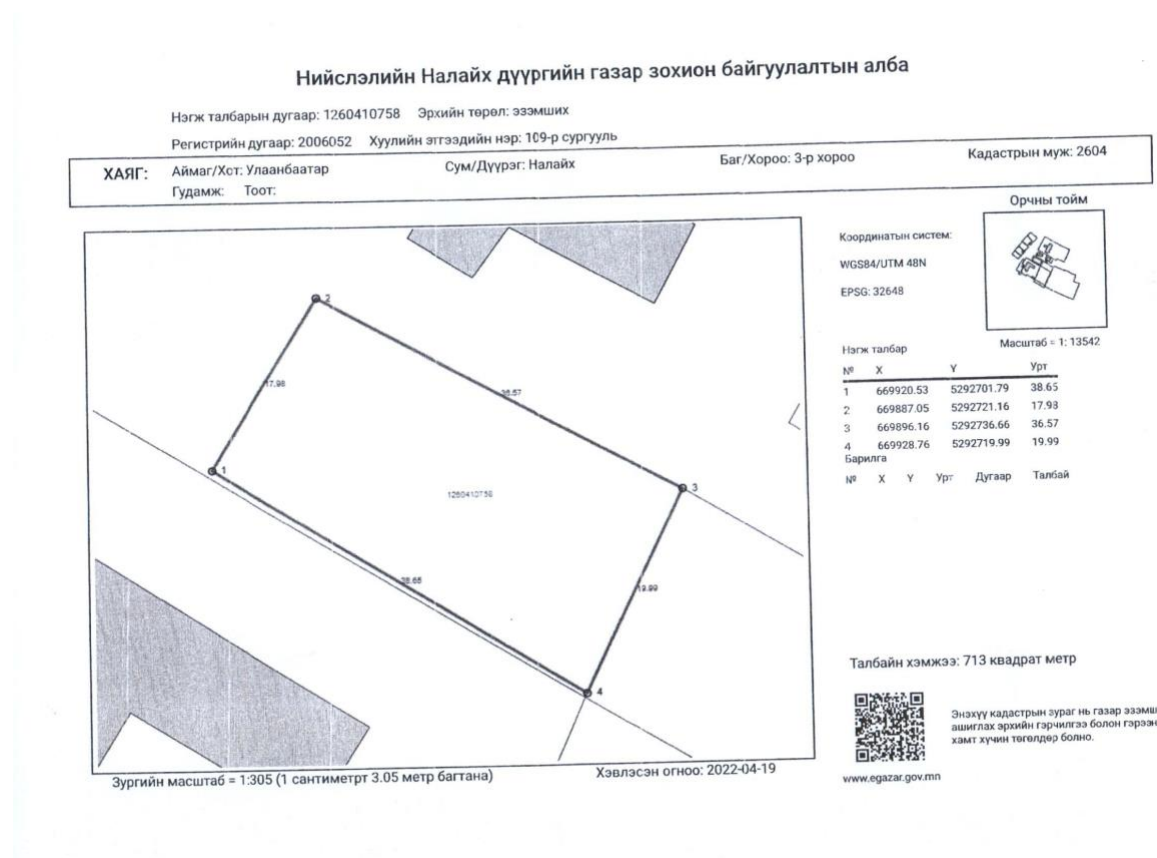 Нийслэлийн Налайх дүүргийн газар зохион байгуулалтын алба
Нэгж талбарын дугаар: 1260410758 Эрхийн төрөл: эзэмших
Регистрийн дугаар: 2006052 Хуулийн этгээдийн нэр: 109-р сургууль
ХАЯГ: Аймаг/Хот: Улаанбаатар Сум/Дүүрэг: Налайх Баг/Хороо: 3-р хороо Кадастрын муж: 2604
Гудамж: Тоот:
Орчны тойм
Координатын систем:
WGS84/UTM 48N
EPSG: 32648
Масштаб = 1: 13542
Нэгж талбар
№ X Y Урт
1 669920.53 5292701.79 38.65
2 669887.05 5292721.16 17.98
3 669896.16 5292736.66 36.57
4 669928.76 5292719.99 19.99
Барилга
№ X Y Урт Дугаар Талбай
2
17.98
36.57
1
3
1260410758
38.65
19.99
4
Талбайн хэмжээ: 713 квадрат метр
Энэхүү кадастрын зураг нь газар эзэмш
ашиглах эрхийн гэрчилгээ болон гэрээн
хамт хүчин төгөлдөр болно.
www.egazar.gov.mn
Зургийн масштаб = 1:305 (1 сантиметрт 3.05 метр багтана)
Хэвлэсэн огноо: 2022-04-19